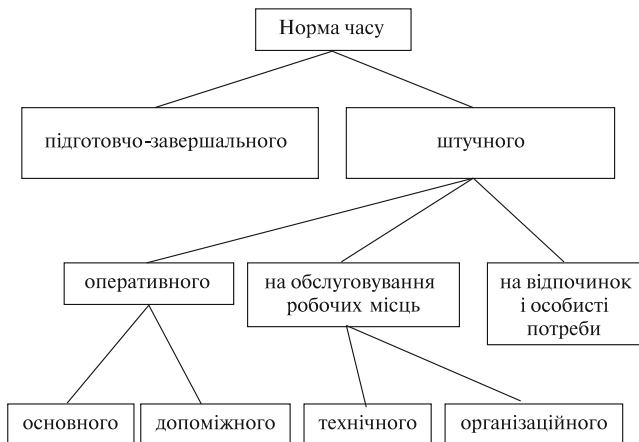 Норма часу
підготовчо-завершального
штучного
оперативного
на обслуговування
робочих місць
на відпочинок
і особисті
потреби
основного
допоміжного
технічного
організаційного